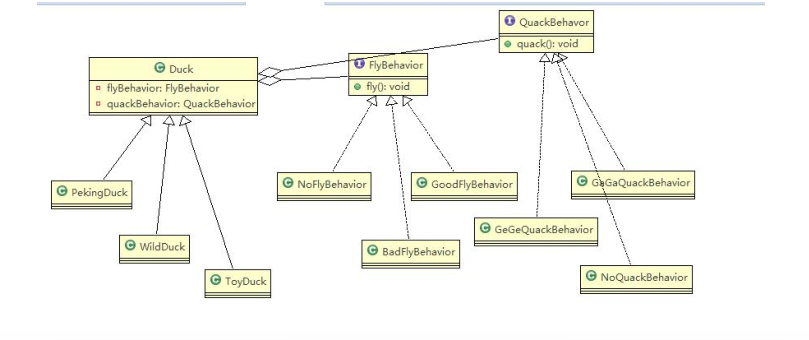 QuackBehavor
quack(): void
Duck
flyBehavior: FlyBehavior
quackBehavior: QuackBehavior
FlyBehavior
fly(): void
PekingDuck
NoFlyBehavior
GoodFlyBehavior
GaGaQuackBehavior
WildDuck
BadFlyBehavior
GeGeQuackBehavior
ToyDuck
NoQuackBehavior